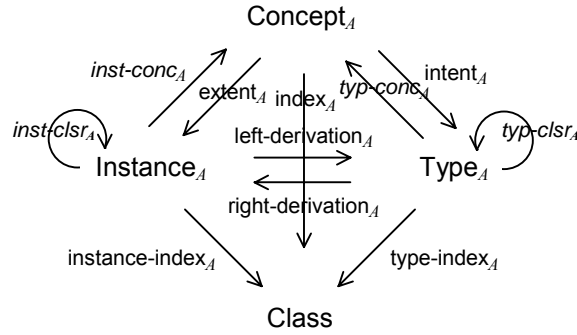 Concept_A
inst-conc_A
extent_A
index_A
typ-conc_A
intent_A
inst-clsr_A
left-derivation_A
typ-clsr_A
Instance_A
Type_A
right-derivation_A
instance-index_A
type-index_A
Class